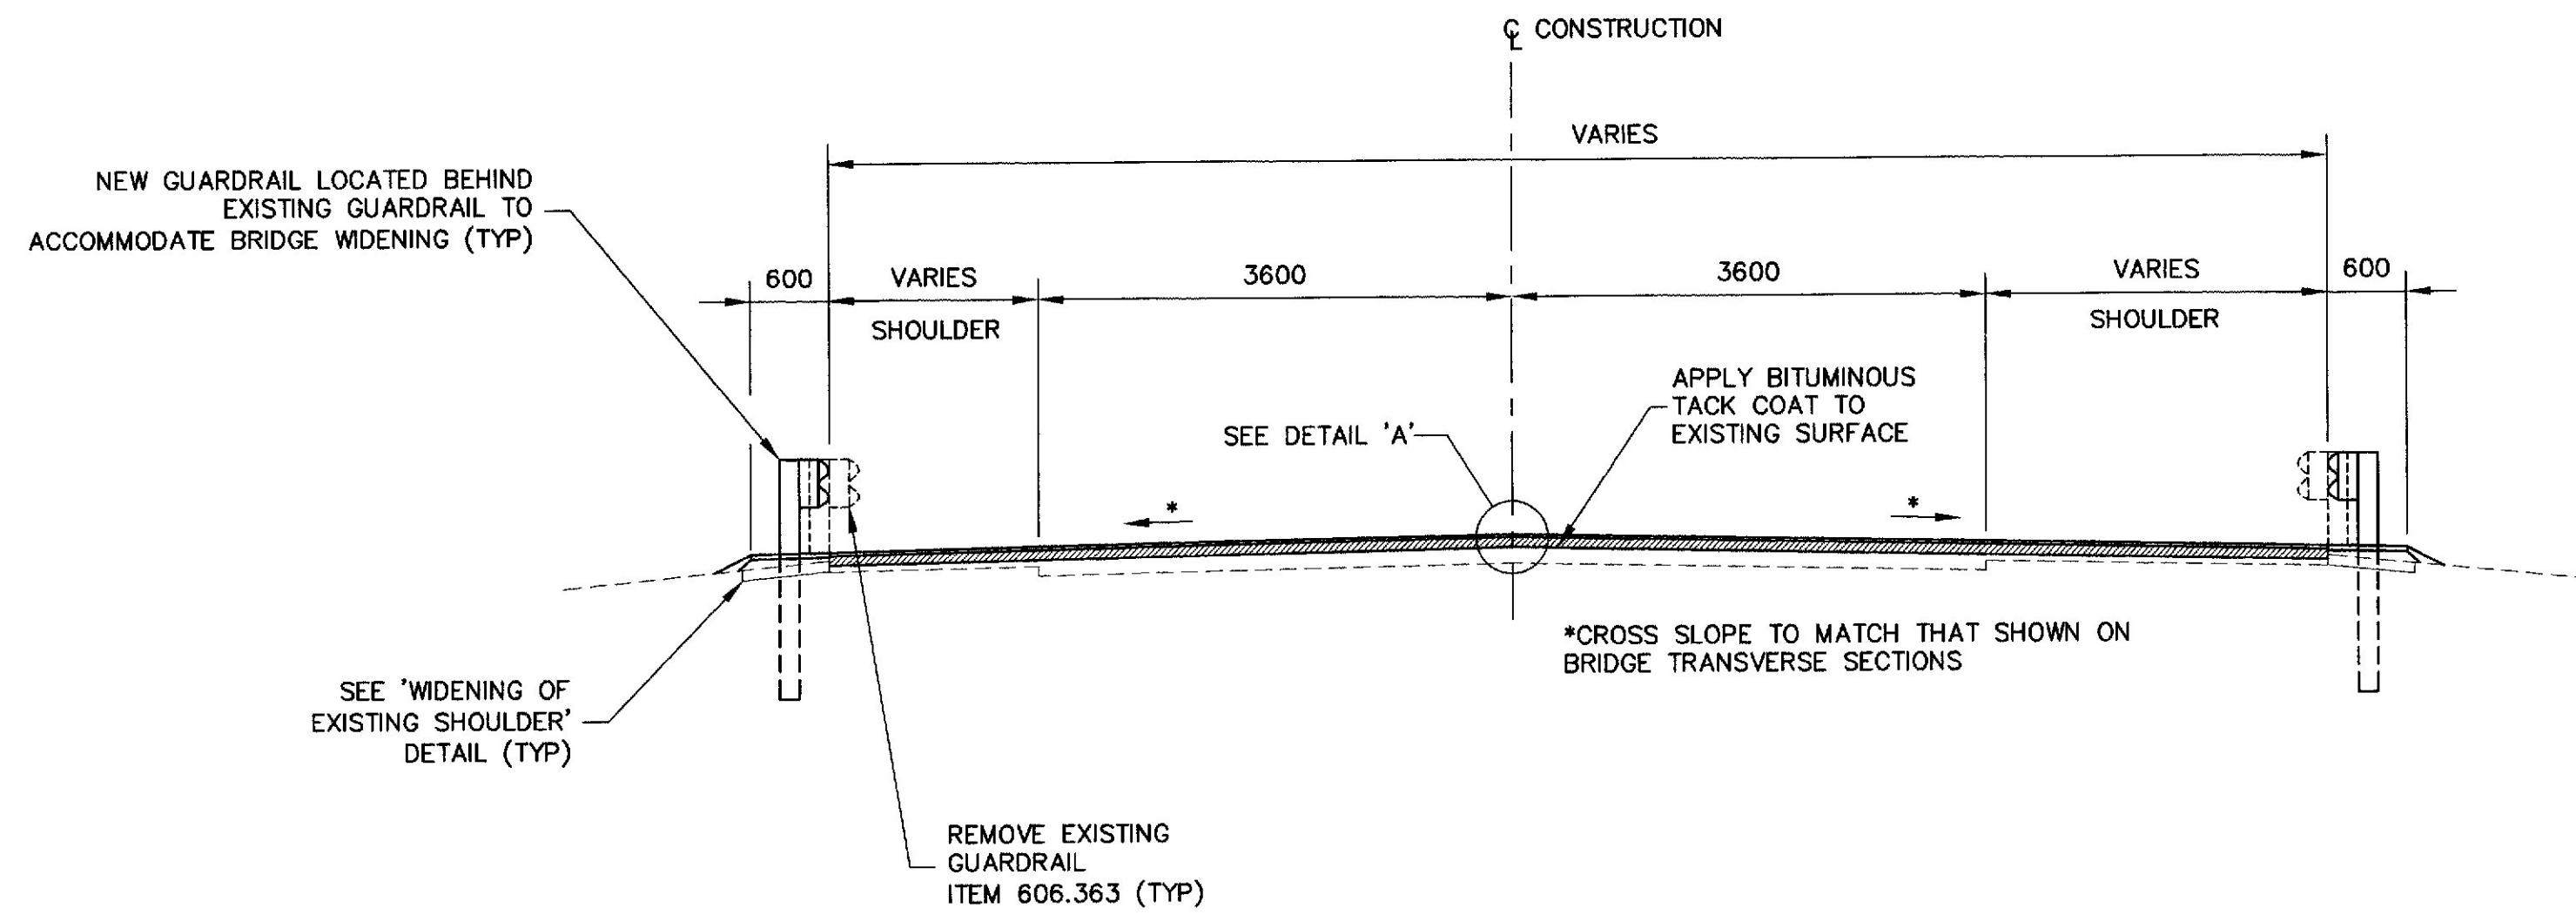 ℄ CONSTRUCTION
VARIES
NEW GUARDRAIL LOCATED BEHIND
EXISTING GUARDRAIL TO
ACCOMMODATE BRIDGE WIDENING (TYP)
600
VARIES
SHOULDER
3600
3600
VARIES
SHOULDER
600
APPLY BITUMINOUS
TACK COAT TO
EXISTING SURFACE
SEE DETAIL 'A'
*
*
*CROSS SLOPE TO MATCH THAT SHOWN ON
BRIDGE TRANSVERSE SECTIONS
SEE 'WIDENING OF
EXISTING SHOULDER'
DETAIL (TYP)
REMOVE EXISTING
GUARDRAIL
ITEM 606.363 (TYP)